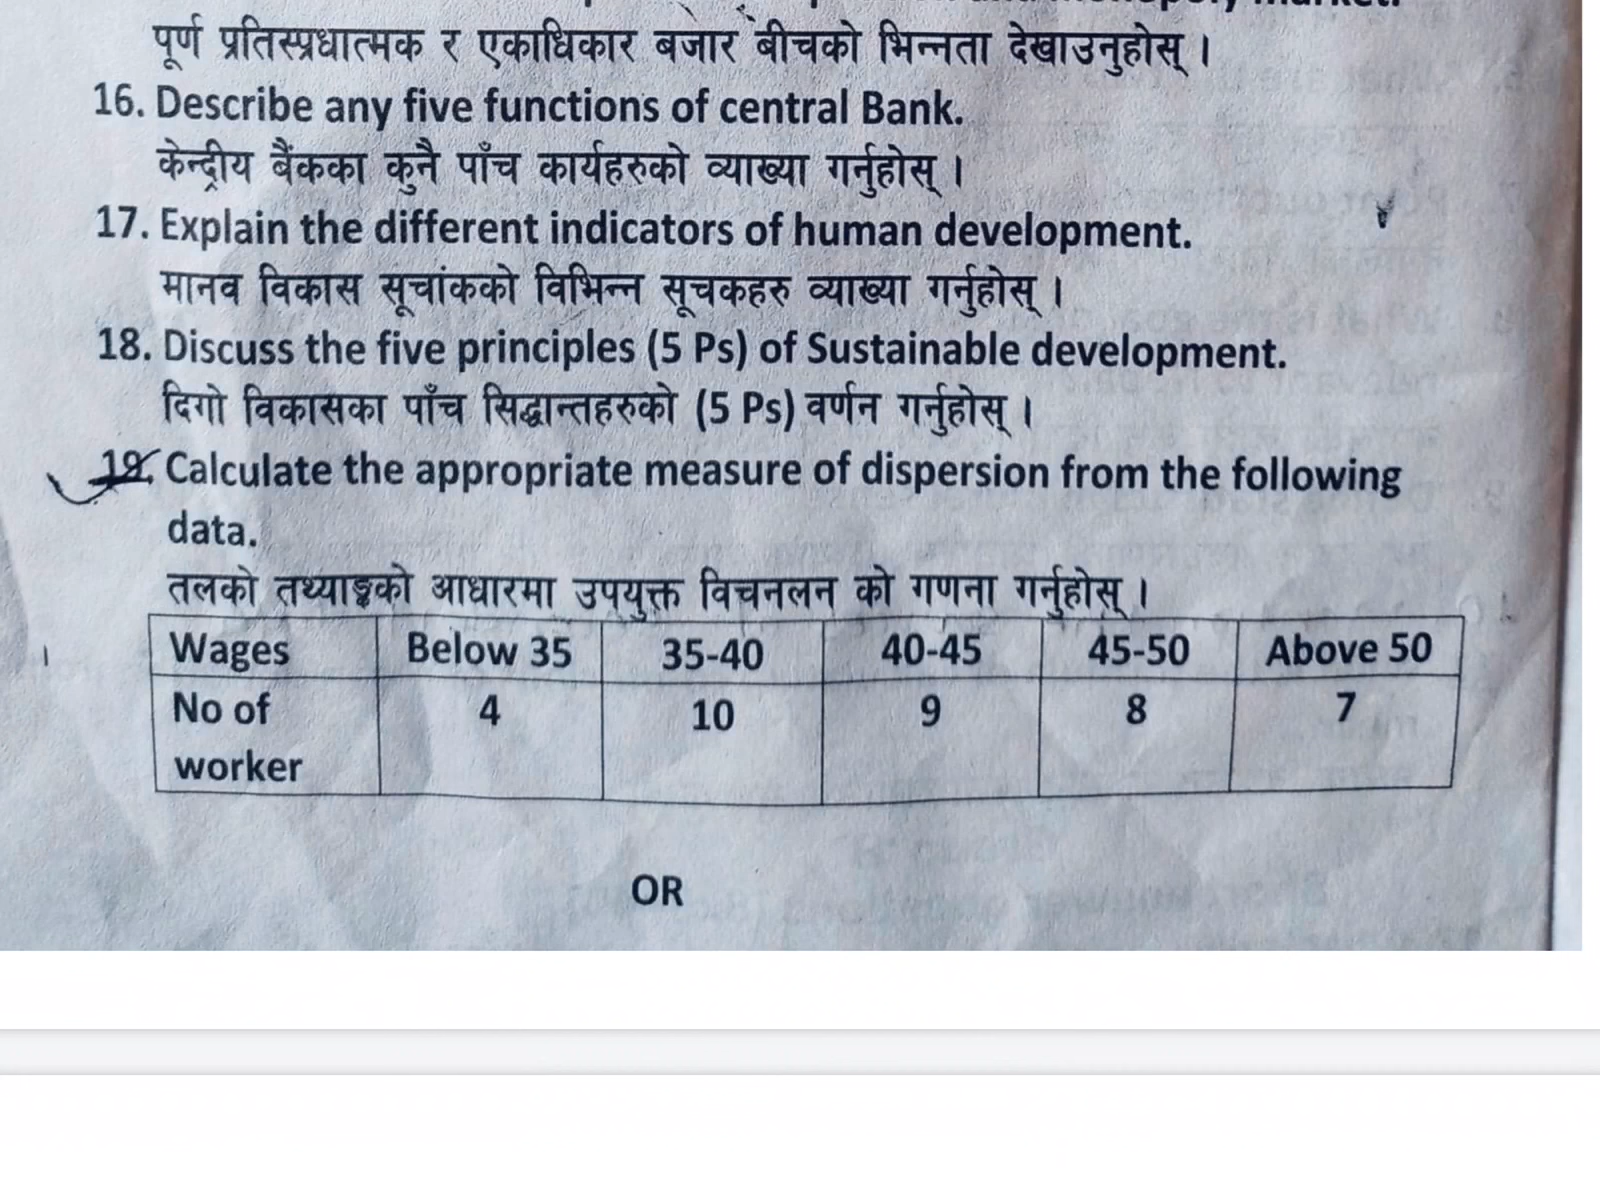 पूर्ण प्रतिस्प्रधात्मक र एकाधिकार बजार बीचको भिन्नता देखाउनुहोस् ।
16. Describe any five functions of central Bank.
केन्द्रीय बैंकका कुनै पाँच कार्यहरुको व्याख्या गर्नुहोस् ।
17. Explain the different indicators of human development.
मानव विकास सूचांकको विभिन्न सूचकहरु व्याख्या गर्नुहोस् ।
18. Discuss the five principles (5 Ps) of Sustainable development.
दिगो विकासका पाँच सिद्धान्तहरुको (5 Ps) वर्णन गर्नुहोस् ।
19. Calculate the appropriate measure of dispersion from the following
data.
तलको तथ्याङ्कको आधारमा उपयुक्त विचनलन को गणना गर्नुहोस् ।
Wages Below 35 35-40 40-45 45-50 Above 50
No of 4 10 9 8 7
worker
OR